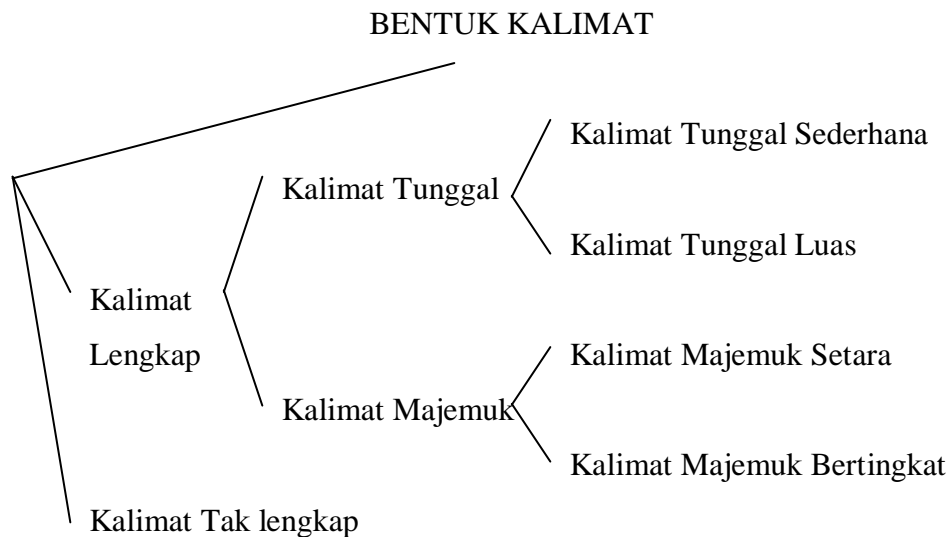 BENTUK KALIMAT
Kalimat Tunggal Sederhana
Kalimat Tunggal
Kalimat Tunggal Luas
Kalimat
Lengkap
Kalimat Majemuk Setara
Kalimat Majemuk
Kalimat Majemuk Bertingkat
Kalimat Tak lengkap